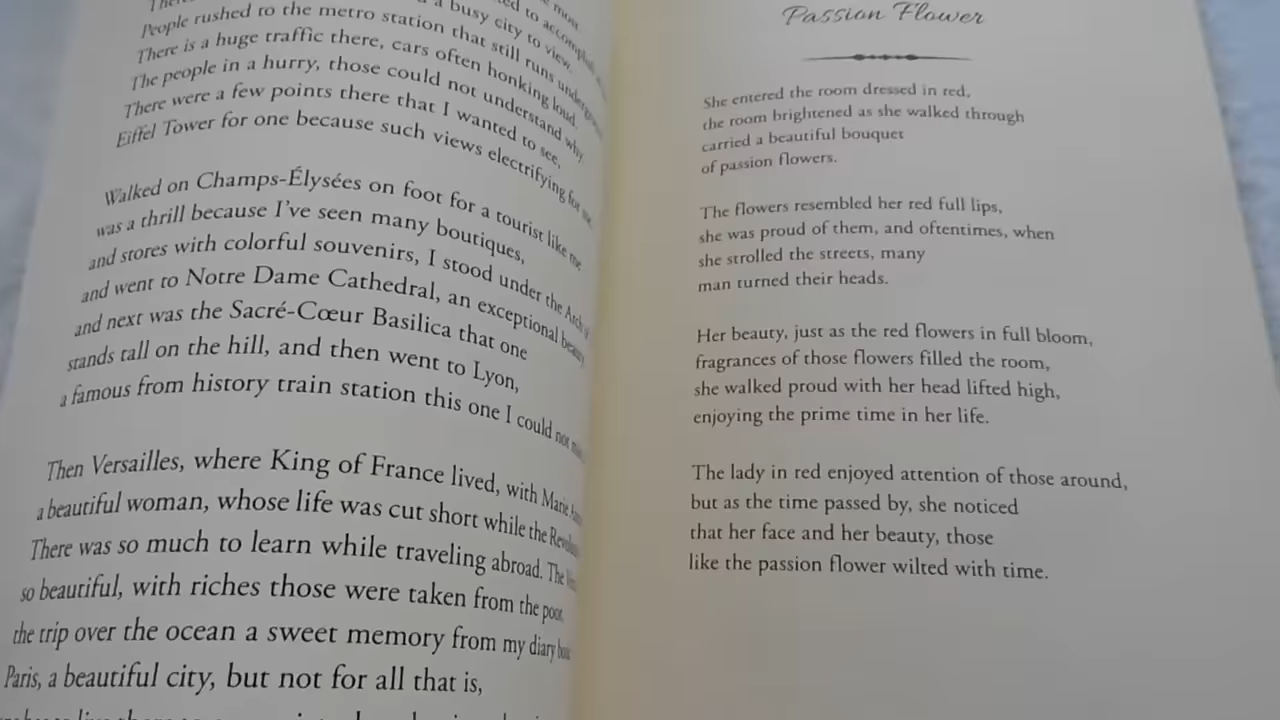 ted to accomplish
a busy city to view.
People rushed to the metro station that still runs underground
There is a huge traffic there, cars often honking loud.
The people in a hurry, those could not understand why
There were a few points there that I wanted to see,
Eiffel Tower for one because such views electrifying for me.
Walked on Champs-Élysées on foot for a tourist like me
was a thrill because I've seen many boutiques,
and stores with colorful souvenirs, I stood under the Arch of
and went to Notre Dame Cathedral, an exceptional beauty
and next was the Sacré-Cœur Basilica that one
stands tall on the hill, and then went to Lyon,
a famous from history train station this one I could not
Then Versailles, where King of France lived, with Marie
a beautiful woman, whose life was cut short while the
There was so much to learn while traveling abroad. The
so beautiful, with riches those were taken from the poor,
the trip over the ocean a sweet memory from my diary
Paris, a beautiful city, but not for all that is,
Passion Flower
She entered the room dressed in red,
the room brightened as she walked through
carried a beautiful bouquet
of passion flowers.
The flowers resembled her red full lips,
she was proud of them, and oftentimes, when
she strolled the streets, many
man turned their heads.
Her beauty, just as the red flowers in full bloom,
fragrances of those flowers filled the room,
she walked proud with her head lifted high,
enjoying the prime time in her life.
The lady in red enjoyed attention of those around,
but as the time passed by, she noticed
that her face and her beauty, those
like the passion flower wilted with time.